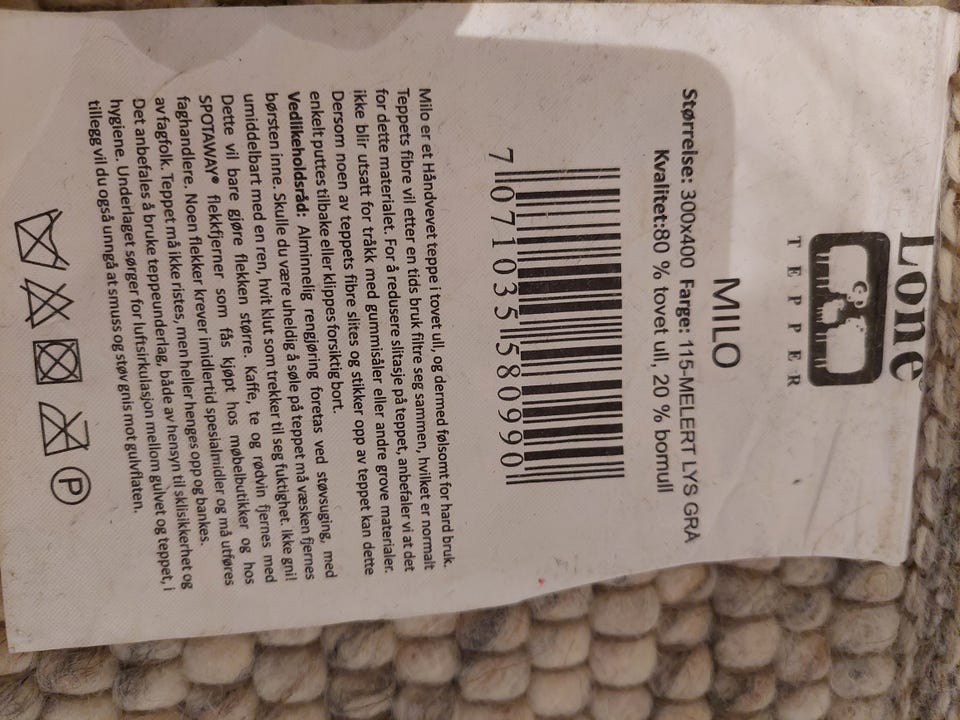 Lone
TEPPER
MILO
Størrelse: 300x400 Farge: 115-MELERT LYS GRÅ
Kvalitet:80 % tovet ull, 20 % bomull
7 071035 580990
Milo er et Håndvevet teppe i tovet ull, og dermed følsomt for hard bruk.
Teppets fibre vil etter en tids bruk filtre seg sammen, hvilket er normalt
for dette materialet. For å redusere slitasje på teppet, anbefaler vi at det
ikke blir utsatt for tråkk med gummisåler eller andre grove materialer.
Dersom noen av teppets fibre slites og stikker opp av teppet kan dette
enkelt puttes tilbake eller klippes forsiktig bort.
Vedlikeholdsråd: Alminnelig rengjøring foretas ved støvsuging, med
børsten inne. Skulle du være uheldig å søle på teppet må væsken fjernes
umiddelbart med en ren, hvit klut som trekker til seg fuktighet. Ikke gni!
Dette vil bare gjøre flekken større. Kaffe, te og rødvin fjernes med
SPOTAWAY® flekkfjerner som fås kjøpt hos møbelbutikker og hos
faghandlere. Noen flekker krever imidlertid spesialmidler og må utføres
av fagfolk. Teppet må ikke ristes, men heller henges opp og bankes.
Det anbefales å bruke teppeunderlag, både av hensyn til sklisikkerhet og
hygiene. Underlaget sørger for luftsirkulasjon mellom gulvet og teppet, i
tillegg vil du også unngå at smuss og støv gnis mot gulvflaten.
P